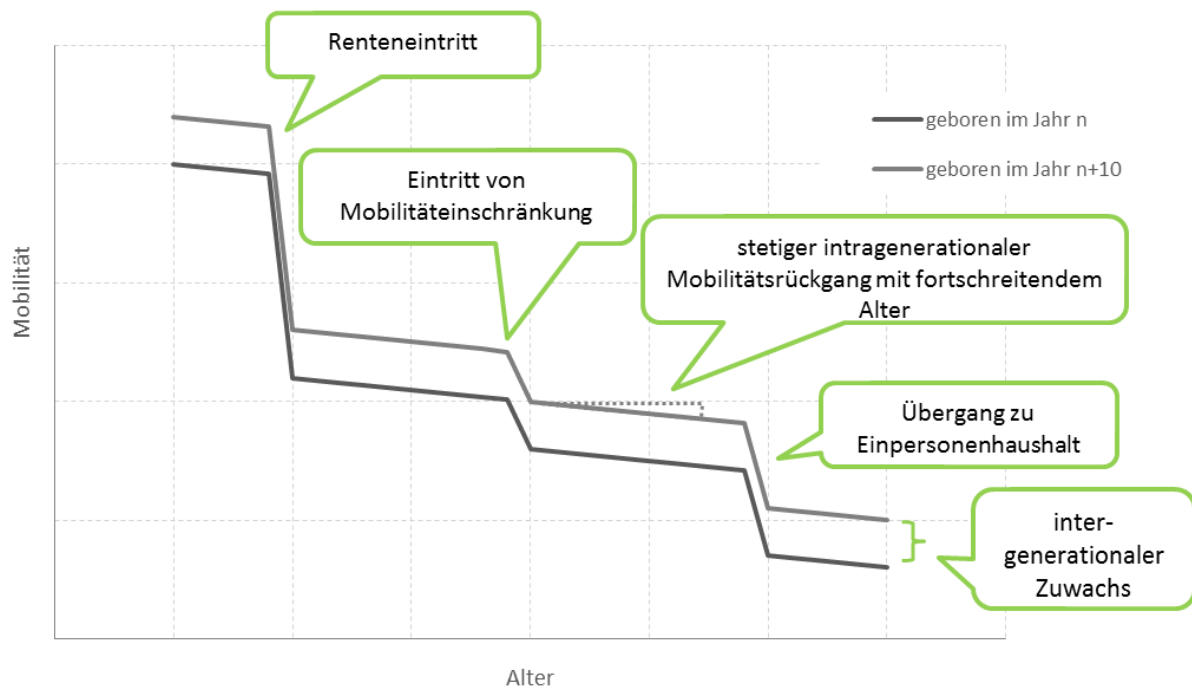 Renteneintritt
geboren im Jahr n
geboren im Jahr n+10
Eintritt von
Mobilitäteinschränkung
stetiger intragenerationaler
Mobilitätsrückgang mit fortschreitendem
Alter
Mobilität
Übergang zu
Einpersonenhaushalt
inter-
generationaler
Zuwachs
Alter